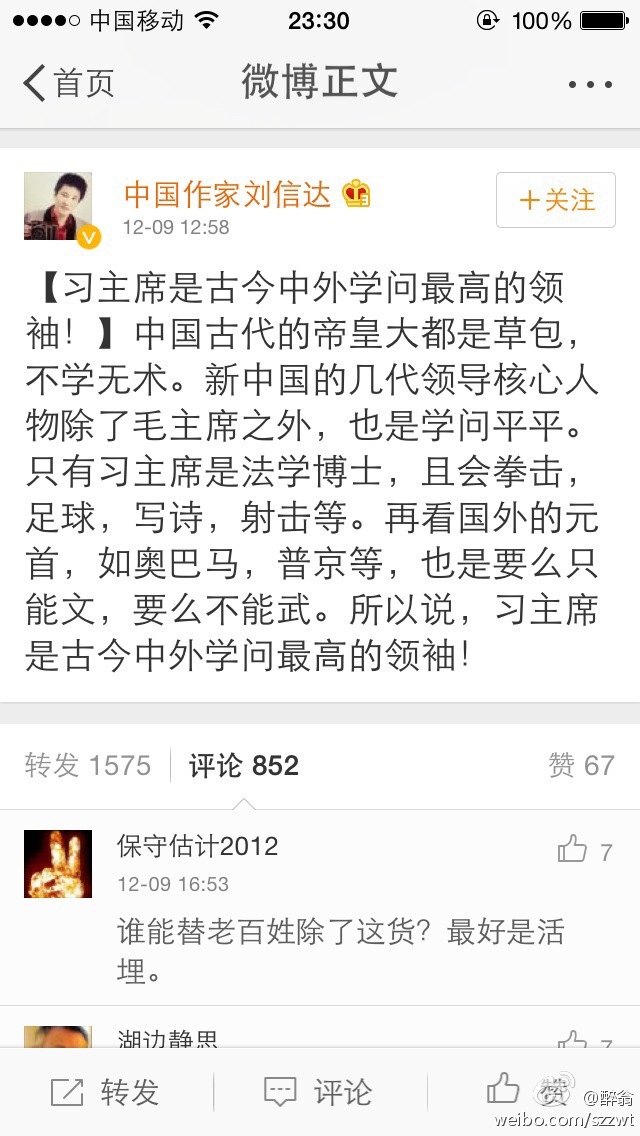 中国移动 23:30 100%
首页 微博正文
中国作家刘信达 +关注
12-09 12:58
【习主席是古今中外学问最高的领
袖！】中国古代的帝皇大都是草包，
不学无术。新中国的几代领导核心人
物除了毛主席之外，也是学问平平。
只有习主席是法学博士，且会拳击，
足球，写诗，射击等。再看国外的元
首，如奥巴马，普京等，也是要么只
能文，要么不能武。所以说，习主席
是古今中外学问最高的领袖！
转发 1575 评论 852 赞 67
保守估计2012 7
12-09 16:53
谁能替老百姓除了这货？最好是活
埋。
湖边静思 7
转发 评论 赞 @醉翁
weibo.com/szzwt